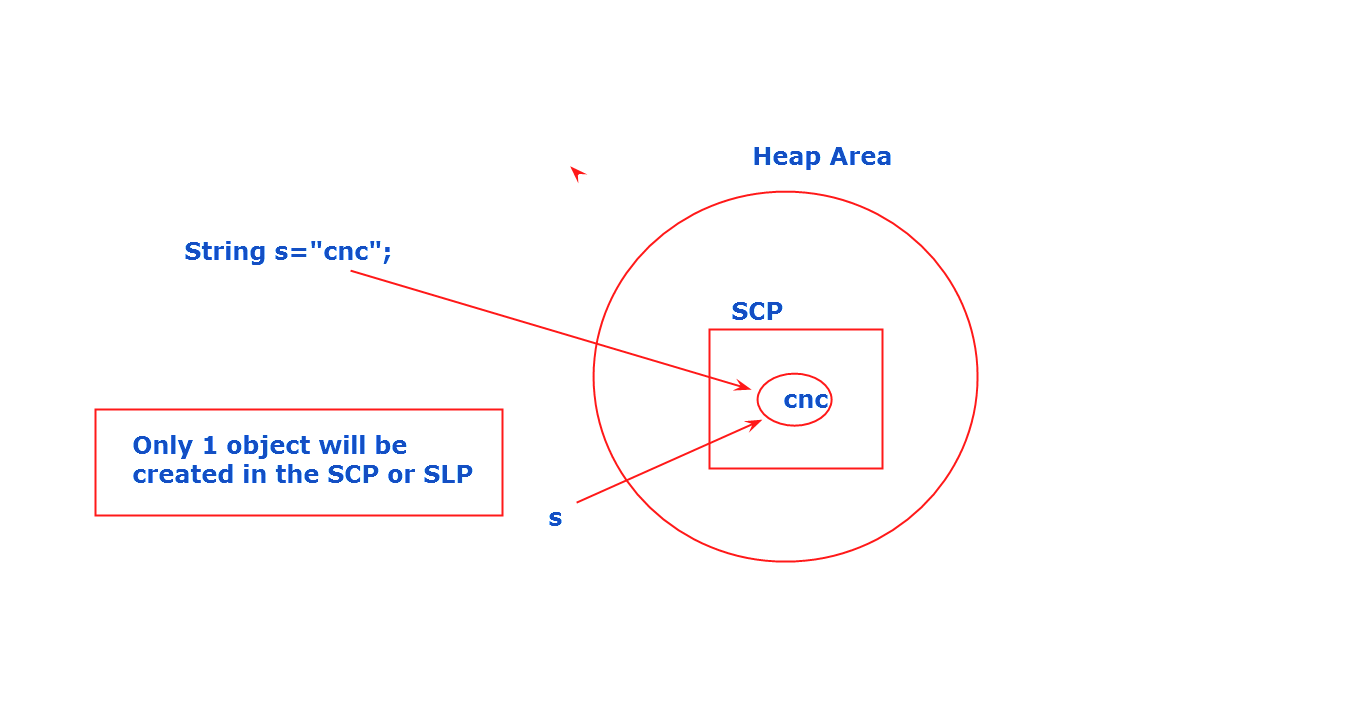 Heap Area
String s="cnc";
SCP
cnc
Only 1 object will be
created in the SCP or SLP
s